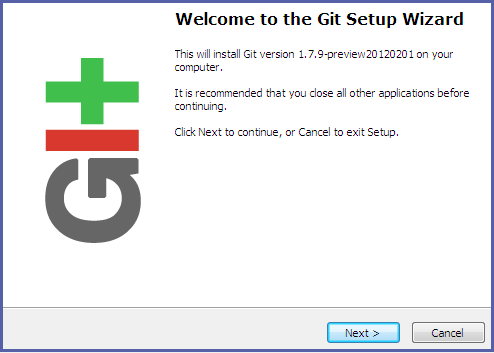 Welcome to the Git Setup Wizard
This will install Git version 1.7.9-preview20120201 on your
computer.
It is recommended that you close all other applications before
continuing.
Click Next to continue, or Cancel to exit Setup.
Git
Next >
Cancel